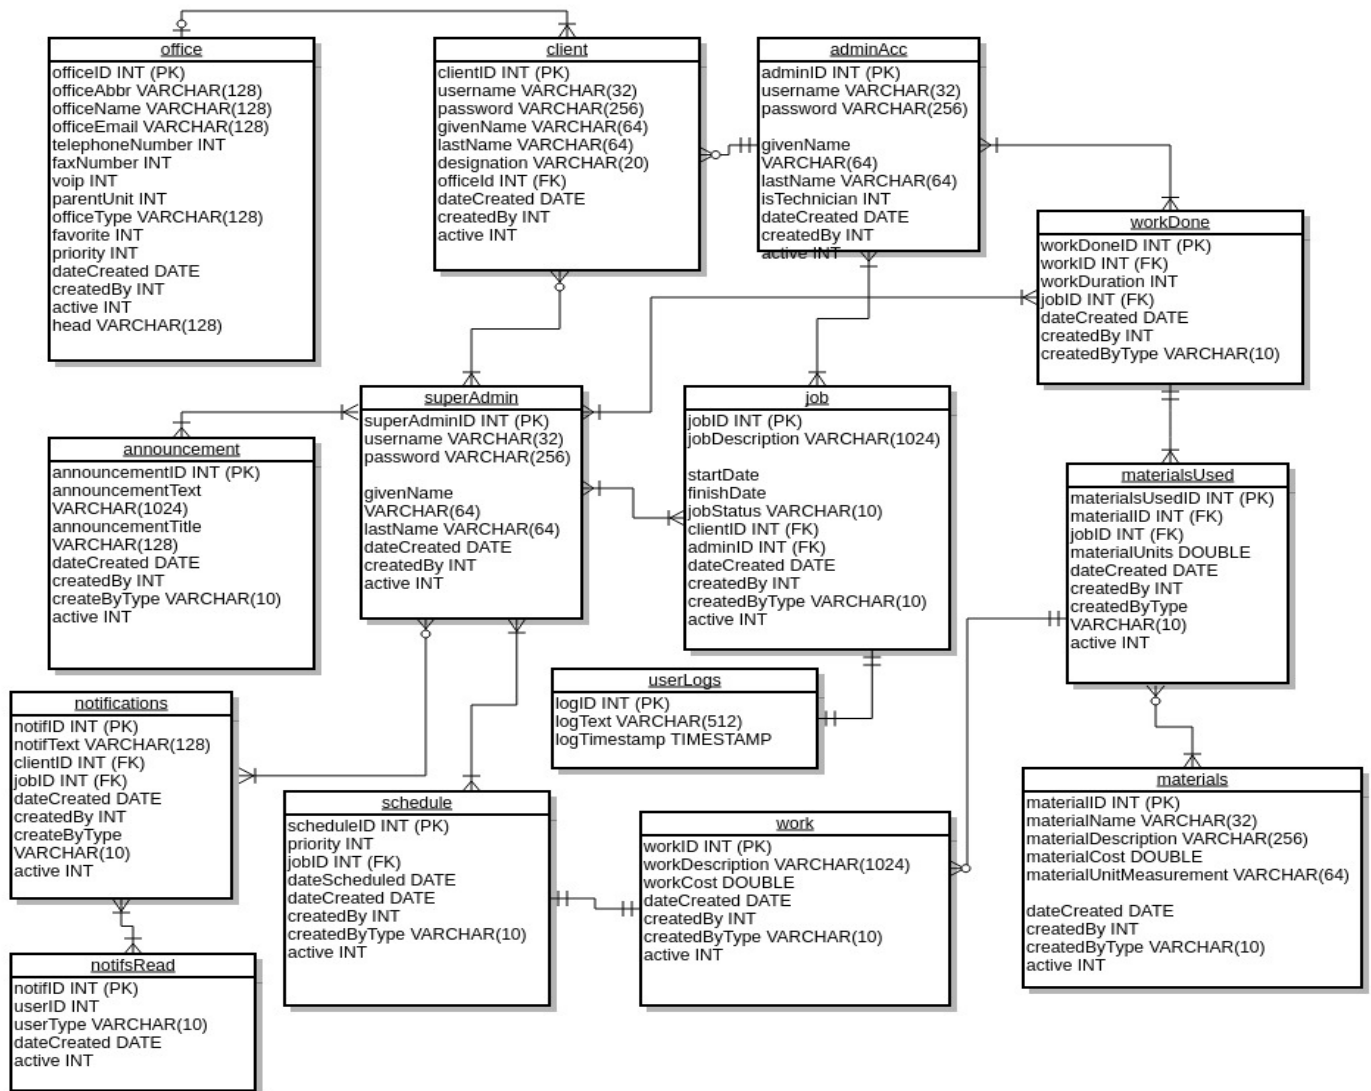 office
officeID INT (PK)
officeAbbr VARCHAR(128)
officeName VARCHAR(128)
officeEmail VARCHAR(128)
telephoneNumber INT
faxNumber INT
voip INT
parentUnit INT
officeType VARCHAR(128)
favorite INT
priority INT
dateCreated DATE
createdBy INT
active INT
head VARCHAR(128)
client
clientID INT (PK)
username VARCHAR(32)
password VARCHAR(256)
givenName VARCHAR(64)
lastName VARCHAR(64)
designation VARCHAR(20)
officeId INT (FK)
dateCreated DATE
createdBy INT
active INT
adminAcc
adminID INT (PK)
username VARCHAR(32)
password VARCHAR(256)
givenName
VARCHAR(64)
lastName VARCHAR(64)
isTechnician INT
dateCreated DATE
createdBy INT
active INT
workDone
workDoneID INT (PK)
workID INT (FK)
workDuration INT
jobID INT (FK)
dateCreated DATE
createdBy INT
createdByType VARCHAR(10)
announcement
announcementID INT (PK)
announcementText
VARCHAR(1024)
announcementTitle
VARCHAR(128)
dateCreated DATE
createdBy INT
createByType VARCHAR(10)
active INT
superAdmin
superAdminID INT (PK)
username VARCHAR(32)
password VARCHAR(256)
givenName
VARCHAR(64)
lastName VARCHAR(64)
dateCreated DATE
createdBy INT
active INT
job
jobID INT (PK)
jobDescription VARCHAR(1024)
startDate
finishDate
jobStatus VARCHAR(10)
clientID INT (FK)
adminID INT (FK)
dateCreated DATE
createdBy INT
createdByType VARCHAR(10)
active INT
materialsUsed
materialsUsedID INT (PK)
materialID INT (FK)
jobID INT (FK)
materialUnits DOUBLE
dateCreated DATE
createdBy INT
createdByType
VARCHAR(10)
active INT
notifications
notifID INT (PK)
notifText VARCHAR(128)
clientID INT (FK)
jobID INT (FK)
dateCreated DATE
createdBy INT
createByType
VARCHAR(10)
active INT
userLogs
logID INT (PK)
logText VARCHAR(512)
logTimestamp TIMESTAMP
schedule
scheduleID INT (PK)
priority INT
jobID INT (FK)
dateScheduled DATE
dateCreated DATE
createdBy INT
createdByType VARCHAR(10)
active INT
work
workID INT (PK)
workDescription VARCHAR(1024)
workCost DOUBLE
dateCreated DATE
createdBy INT
createdByType VARCHAR(10)
active INT
materials
materialID INT (PK)
materialName VARCHAR(32)
materialDescription VARCHAR(256)
materialCost DOUBLE
materialUnitMeasurement VARCHAR(64)
dateCreated DATE
createdBy INT
createdByType VARCHAR(10)
active INT
notifsRead
notifID INT (PK)
userID INT
userType VARCHAR(10)
dateCreated DATE
active INT